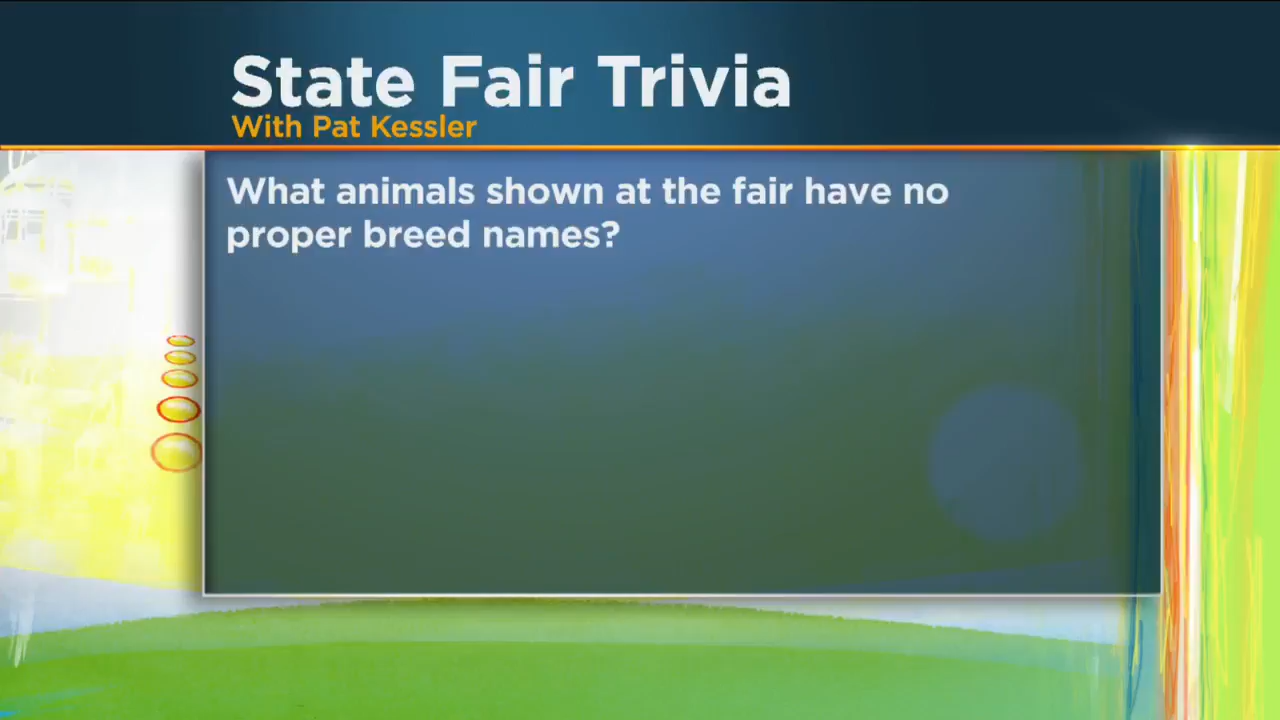 State Fair Trivia
With Pat Kessler
What animals shown at the fair have no
proper breed names?